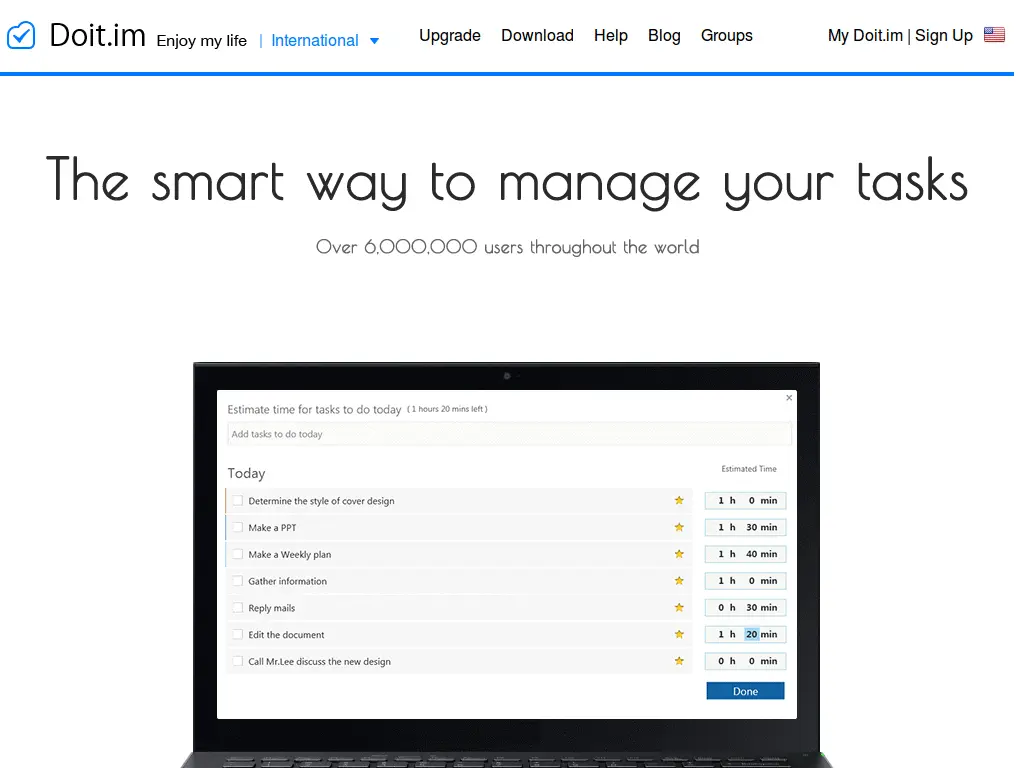 Doit.im Enjoy my life | International Upgrade Download Help Blog Groups My Doit.im | Sign Up
The smart way to manage your tasks
Over 6,000,000 users throughout the world
Estimate time for tasks to do today ( 1 hours 20 mins left )
Add tasks to do today
Today Estimated Time
Determine the style of cover design 1 h 0 min
Make a PPT 1 h 30 min
Make a Weekly plan 1 h 40 min
Gather information 1 h 0 min
Reply mails 0 h 30 min
Edit the document 1 h 20 min
Call Mr.Lee discuss the new design 0 h 0 min
Done